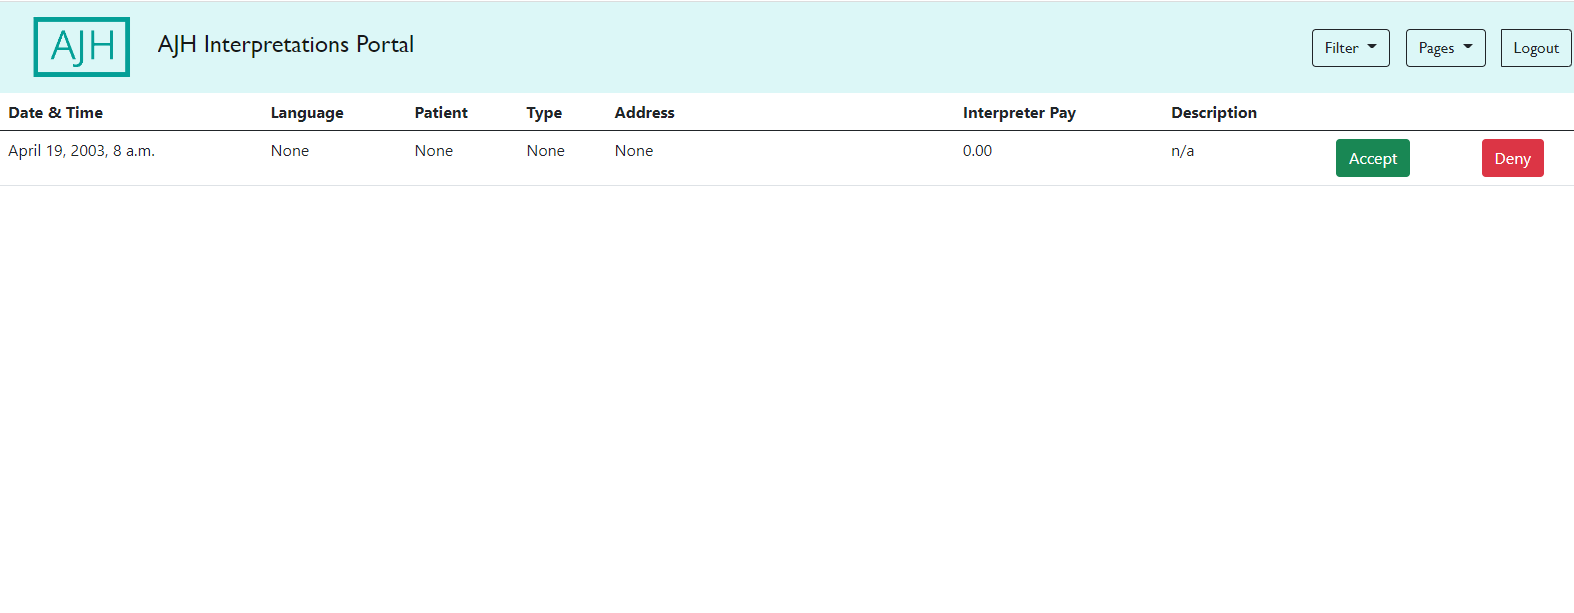 AJH AJH Interpretations Portal Filter Pages Logout
Date & Time Language Patient Type Address Interpreter Pay Description
April 19, 2003, 8 a.m. None None None None 0.00 n/a Accept Deny